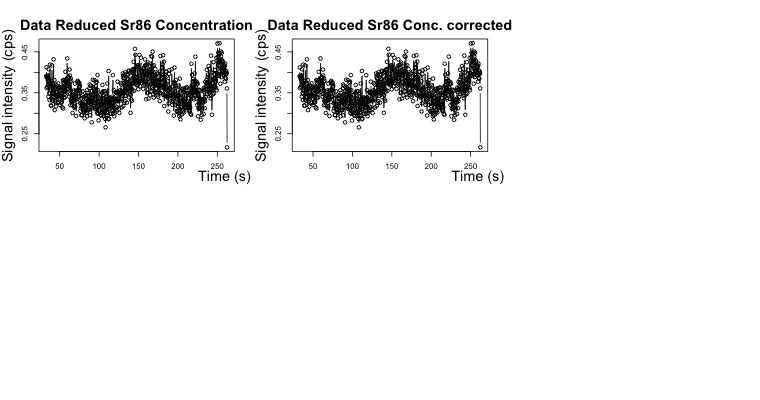 Data Reduced Sr86 Concentration
Signal intensity (cps)
0.25 0.35 0.45
50 100 150 200 250
Time (s)
Data Reduced Sr86 Conc. corrected
Signal intensity (cps)
0.25 0.35 0.45
50 100 150 200 250
Time (s)